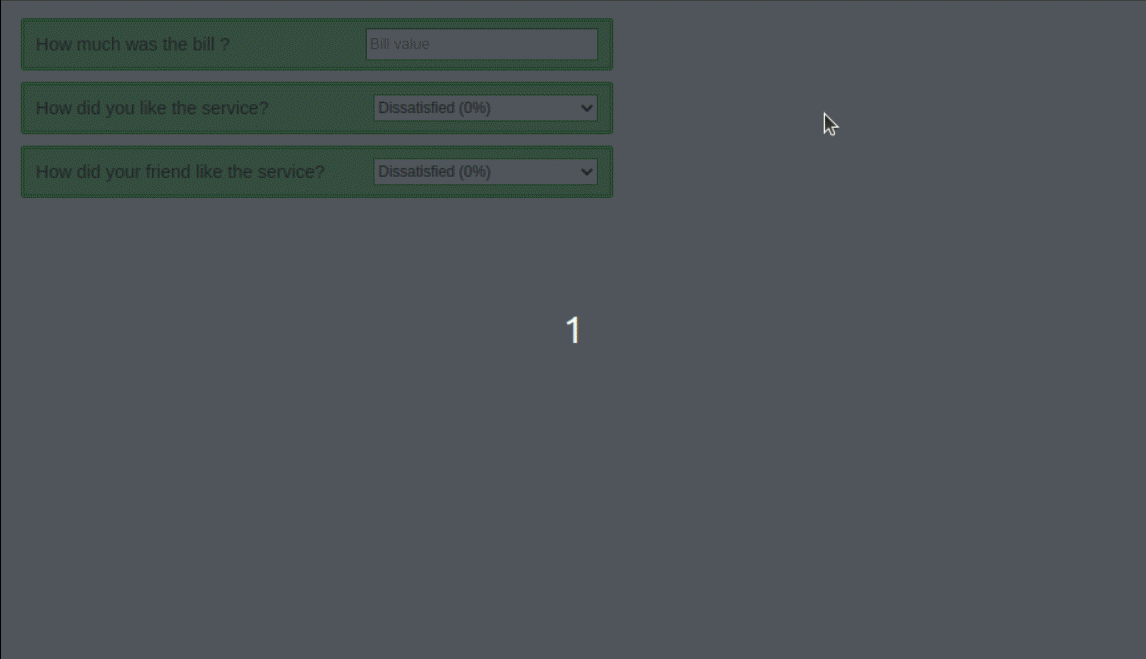 How much was the bill ? Bill value
How did you like the service? Dissatisfied (0%)
How did your friend like the service? Dissatisfied (0%)
1